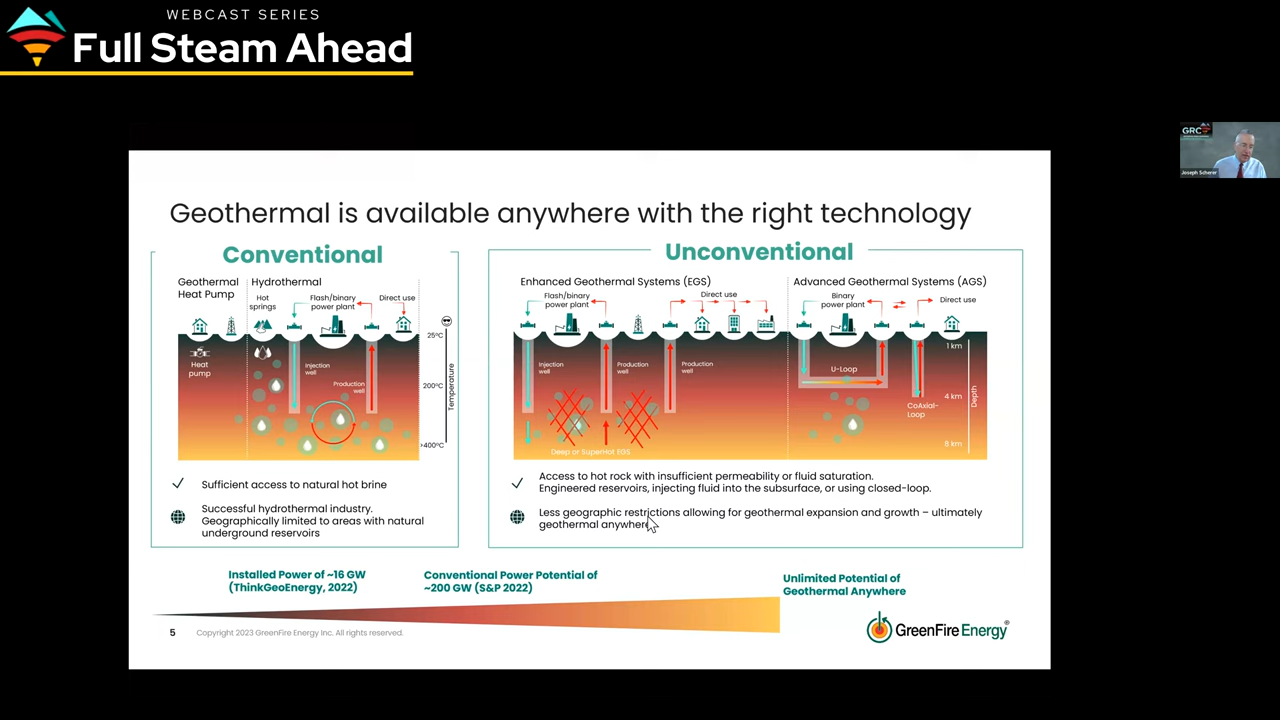 WEBCAST SERIES
Full Steam Ahead
GRC
Joseph Scherer
Geothermal is available anywhere with the right technology
Conventional
Geothermal
Heat Pump
Hydrothermal
Hot
springs
Flash/binary
power plant
Direct use
25°C
Heat
pump
Injection
well
Production
well
200°C
Temperature
>400°C
Sufficient access to natural hot brine
Successful hydrothermal industry.
Geographically limited to areas with natural
underground reservoirs
Unconventional
Enhanced Geothermal Systems (EGS)
Flash/binary
power plant
Direct use
Injection
well
Production
well
Production
well
Deep or SuperHot EGS
Advanced Geothermal Systems (AGS)
Binary
power plant
Direct use
1 km
U-Loop
4 km
CoAxial-
Loop
Depth
8 km
Access to hot rock with insufficient permeability or fluid saturation.
Engineered reservoirs, injecting fluid into the subsurface, or using closed-loop.
Less geographic restrictions allowing for geothermal expansion and growth – ultimately
geothermal anywhere
Installed Power of ~16 GW
(ThinkGeoEnergy, 2022)
Conventional Power Potential of
~200 GW (S&P 2022)
Unlimited Potential of
Geothermal Anywhere
5
Copyright 2023 GreenFire Energy Inc. All rights reserved.
GreenFire Energy®